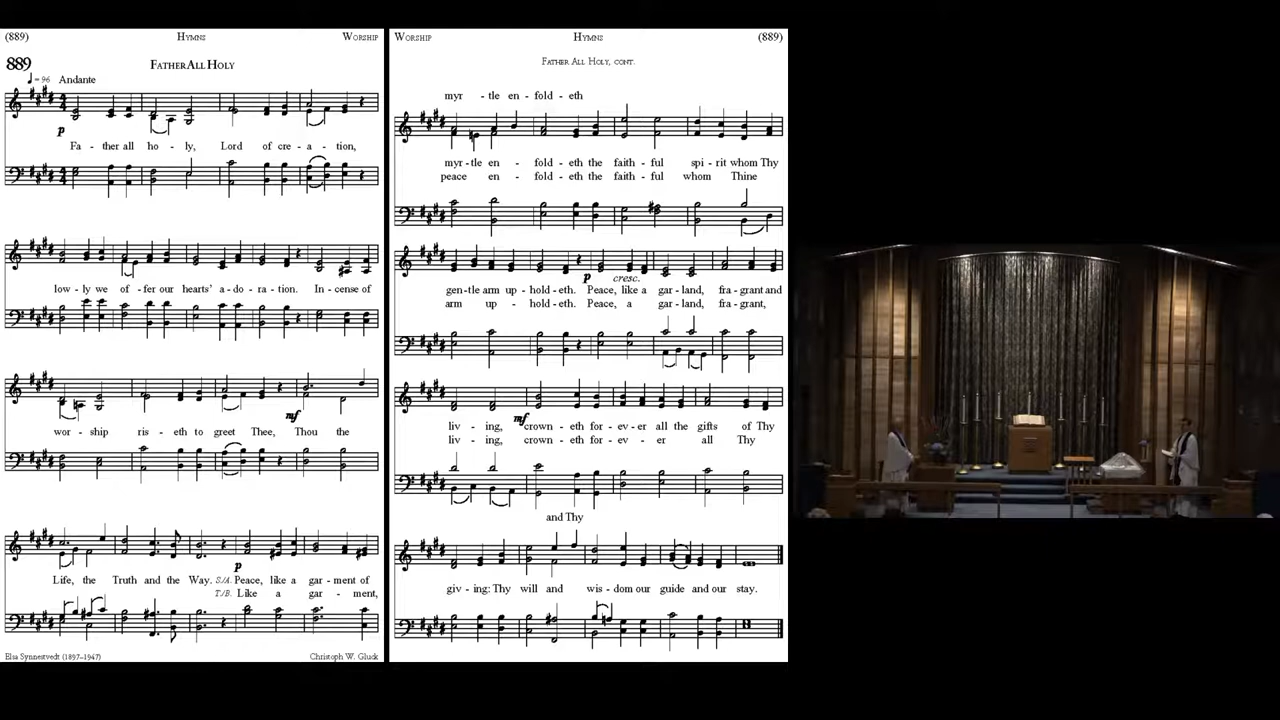 (889) HYMNS WORSHIP
889 FATHER ALL HOLY
♩= 96 Andante
p
Fa - ther all ho - ly, Lord of cre - a - tion,
low - ly we of - fer our hearts' a - do - ra - tion. In - cense of
wor - ship ris - eth to greet Thee, Thou the
mf
Life, the Truth and the Way. S/A. Peace, like a gar - ment of
p
T/B. Like a gar - ment,
Elsa Synnestvedt (1897–1947) Christoph W. Gluck
WORSHIP HYMNS (889)
FATHER ALL HOLY, CONT.
myr - tle en - fold - eth
myr - tle en - fold - eth the faith - ful spi - rit whom Thy
peace en - fold - eth the faith - ful whom Thine
p cresc.
gen - tle arm up - hold - eth. Peace, like a gar - land, fra - grant and
arm up - hold - eth. Peace, a gar - land, fra - grant,
mf
liv - ing, crown - eth for - ev - er all the gifts of Thy
liv - ing, crown - eth for - ev - er all Thy
and Thy
giv - ing: Thy will and wis - dom our guide and our stay.